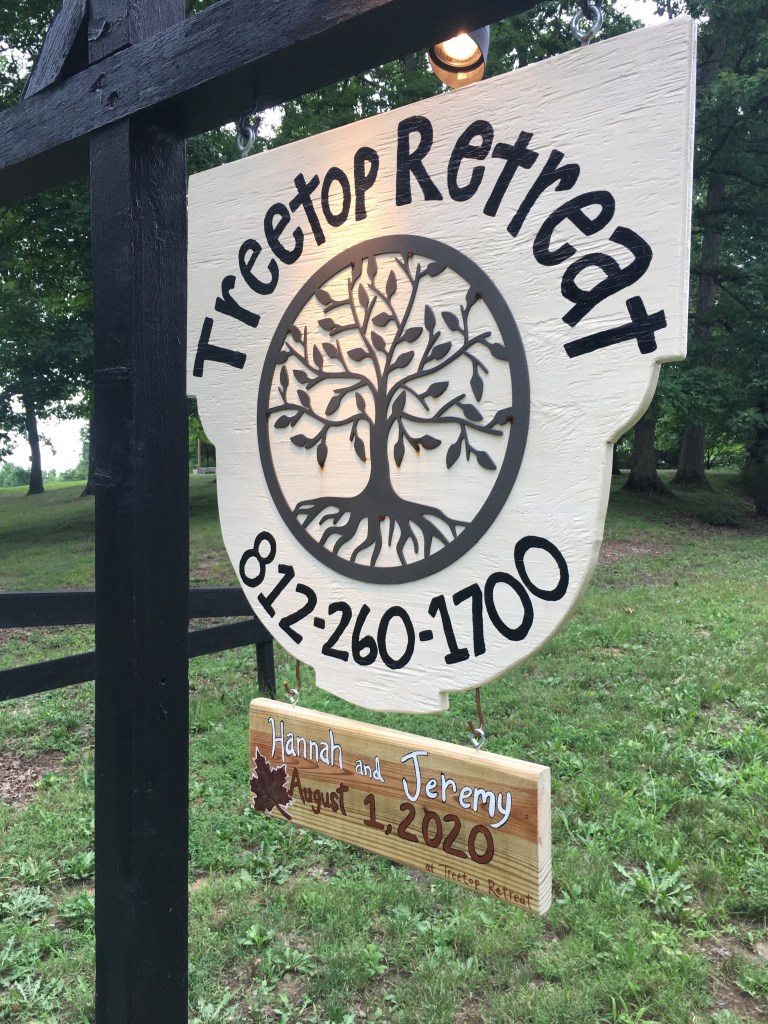 Treetop Retreat
812-260-1700
Hannah and Jeremy
August 1, 2020
at Treetop Retreat